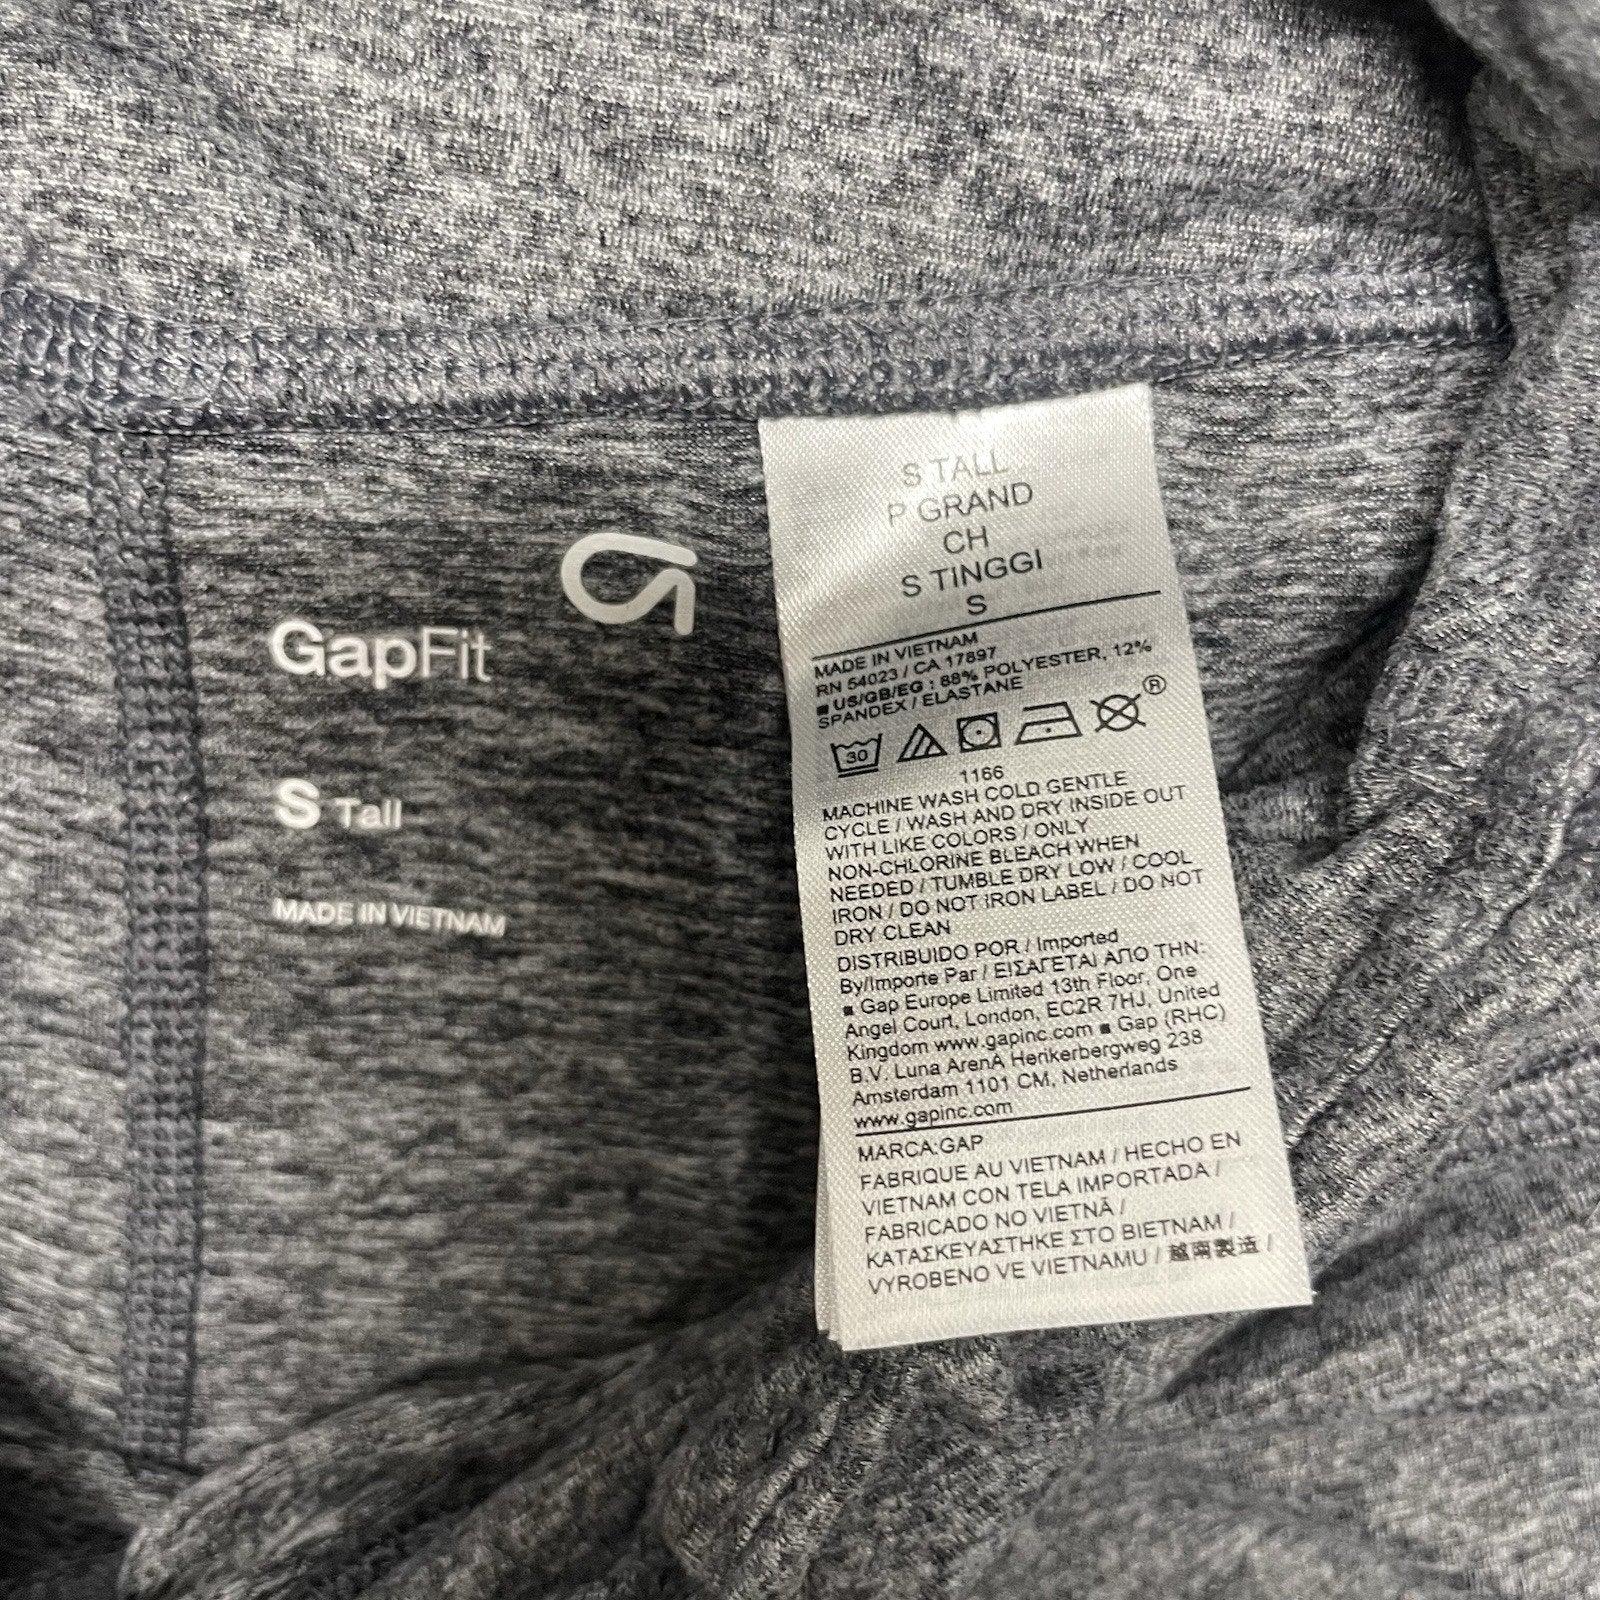 GapFit
S Tall
MADE IN VIETNAM
S TALL
P GRAND
CH
S TINGGI
S
MADE IN VIETNAM
RN 54023 / CA 17897
■ US/GB/EG : 88% POLYESTER, 12%
SPANDEX / ELASTANE
30
®
1166
MACHINE WASH COLD GENTLE
CYCLE / WASH AND DRY INSIDE OUT
WITH LIKE COLORS / ONLY
NON-CHLORINE BLEACH WHEN
NEEDED / TUMBLE DRY LOW / COOL
IRON / DO NOT IRON LABEL / DO NOT
DRY CLEAN
DISTRIBUIDO POR / Imported
By/Importe Par / ΕΙΣΑΓΕΤΑΙ ΑΠΟ ΤΗΝ:
■ Gap Europe Limited 13th Floor, One
Angel Court, London, EC2R 7HJ, United
Kingdom www.gapinc.com ■ Gap (RHC)
B.V. Luna ArenA Herikerbergweg 238
Amsterdam 1101 CM, Netherlands
www.gapinc.com
MARCA:GAP
FABRIQUE AU VIETNAM / HECHO EN
VIETNAM CON TELA IMPORTADA /
FABRICADO NO VIETNÃ /
ΚΑΤΑΣΚΕΥΑΣΤΗΚΕ ΣΤΟ ΒΙΕΤΝΑΜ /
VYROBENO VE VIETNAMU / 越南製造 /